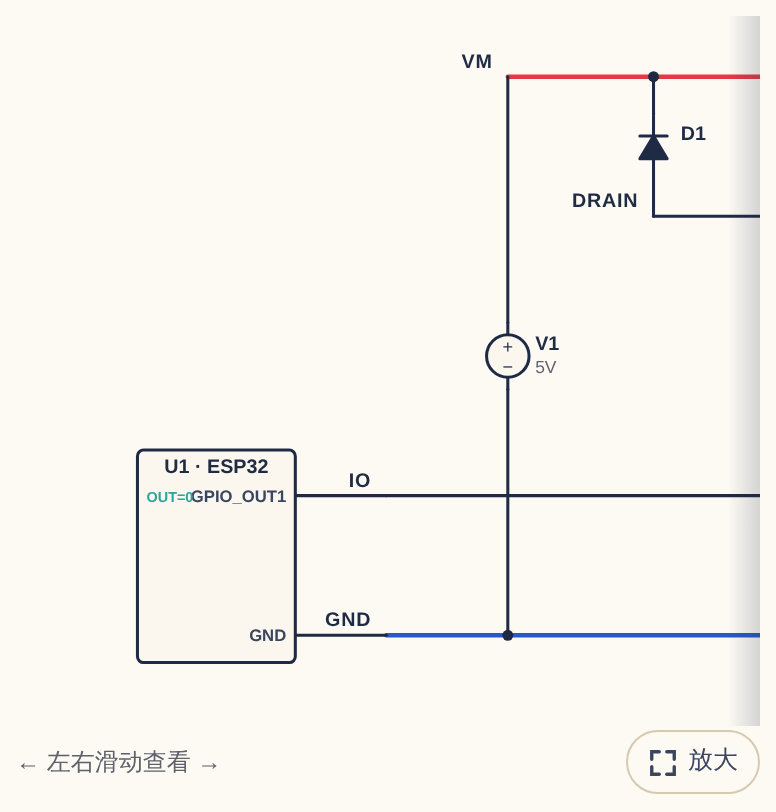 VM
D1
DRAIN
+
−
V1
5V
U1 · ESP32
IO
OUT=0
GPIO_OUT1
GND
GND
← 左右滑动查看 →
放大